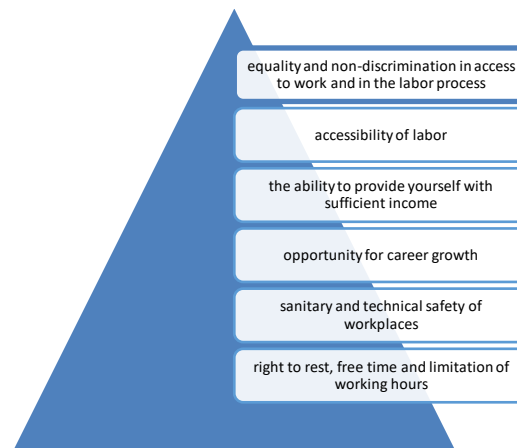 equality and non-discrimination in access
to work and in the labor process
accessibility of labor
the ability to provide yourself with
sufficient income
opportunity for career growth
sanitary and technical safety of
workplaces
right to rest, free time and limitation of
working hours